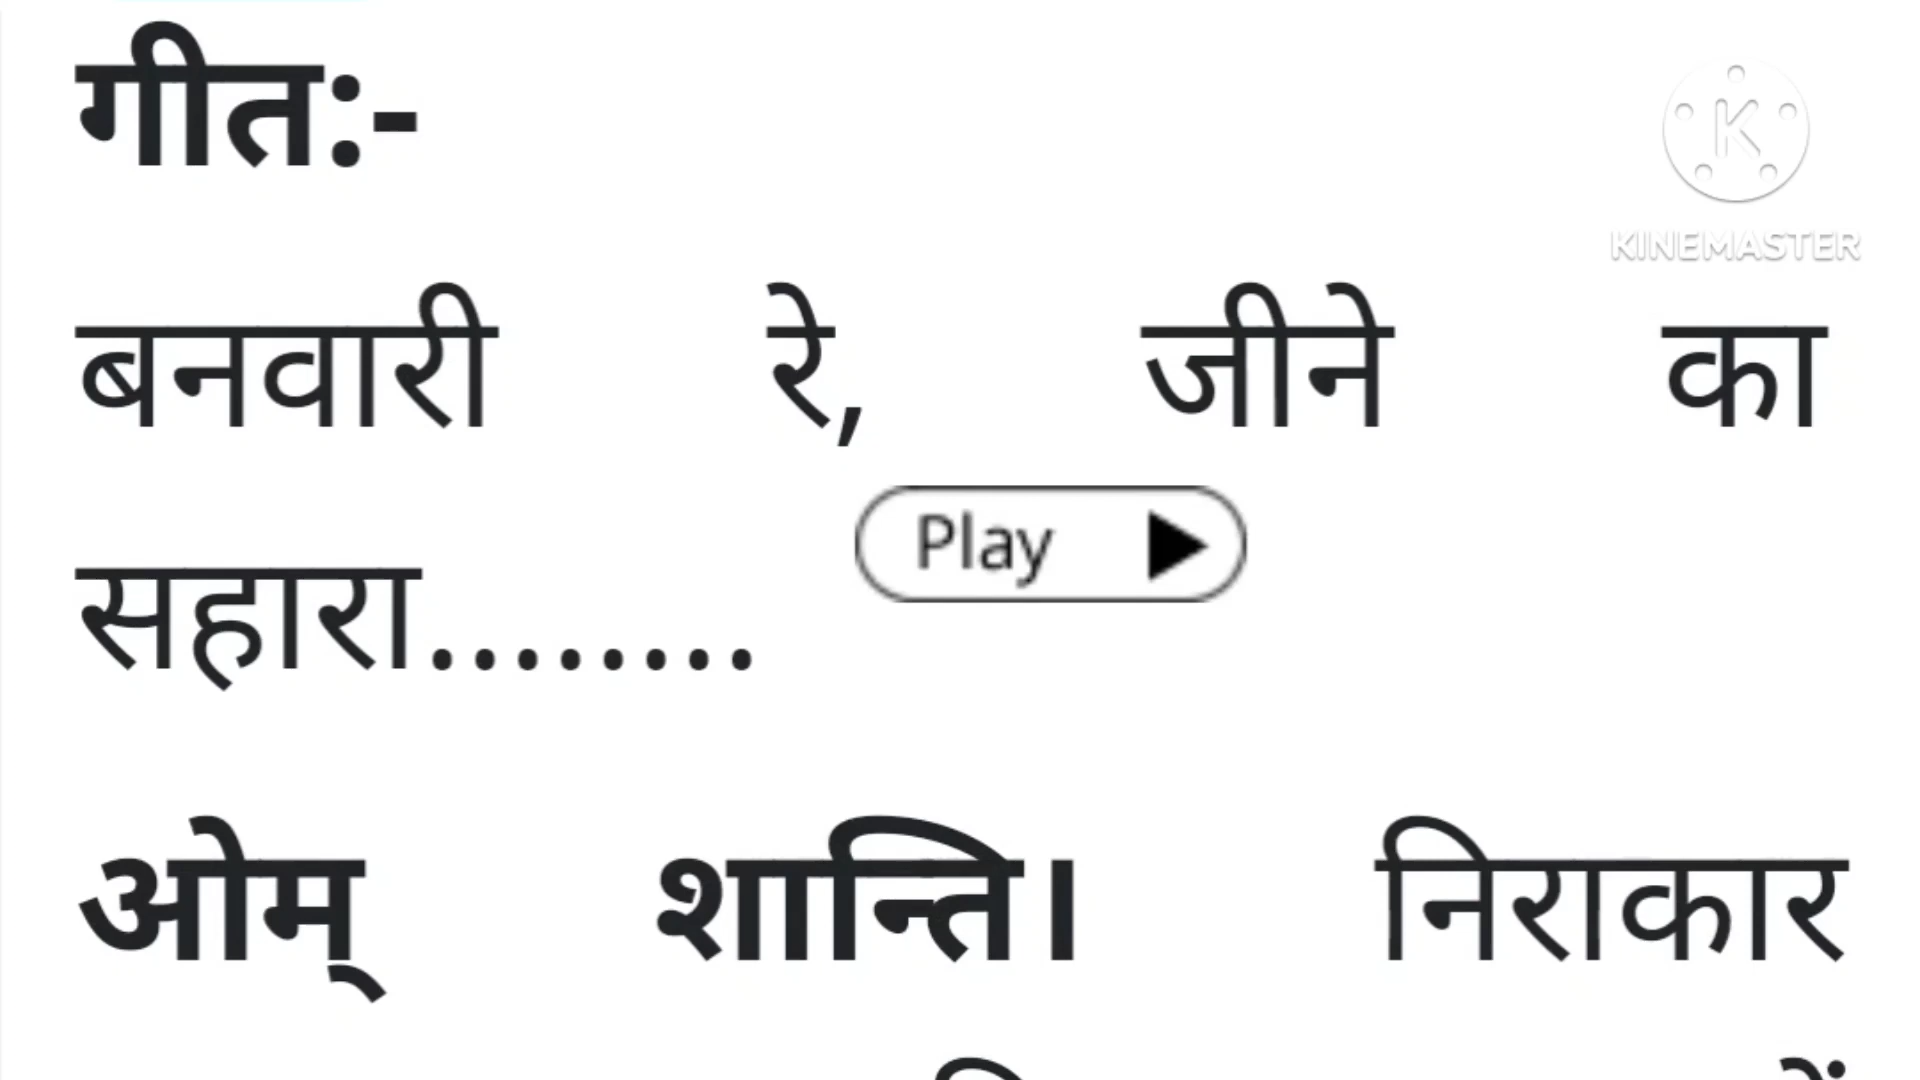 गीत:-
K
KINEMASTER
बनवारी रे, जीने का
सहारा........
Play
ओम् शान्ति। निराकार